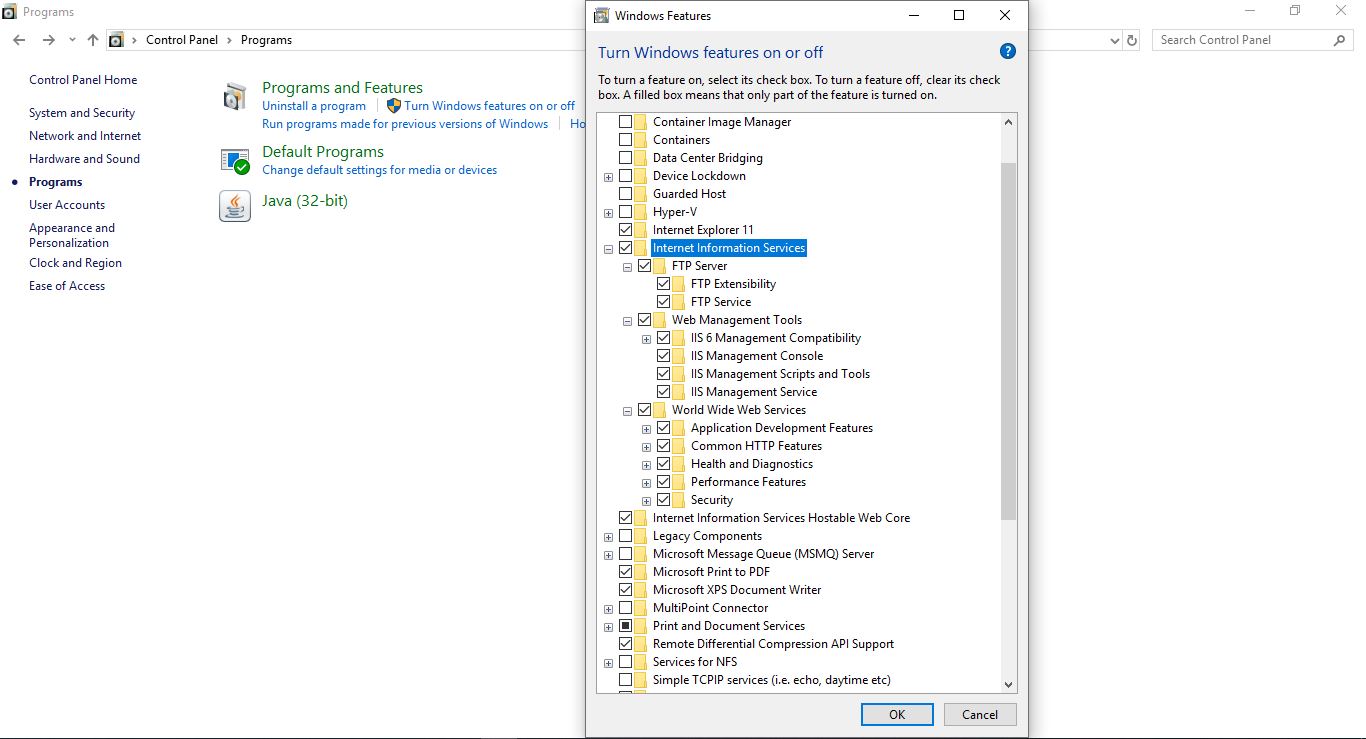 Programs
Control Panel > Programs
Search Control Panel
Control Panel Home
System and Security
Network and Internet
Hardware and Sound
Programs
User Accounts
Appearance and
Personalization
Clock and Region
Ease of Access
Programs and Features
Uninstall a program
Turn Windows features on or off
Run programs made for previous versions of Windows
Ho
Default Programs
Change default settings for media or devices
Java (32-bit)
Windows Features
Turn Windows features on or off
?
To turn a feature on, select its check box. To turn a feature off, clear its check
box. A filled box means that only part of the feature is turned on.
Container Image Manager
Containers
Data Center Bridging
Device Lockdown
Guarded Host
Hyper-V
Internet Explorer 11
Internet Information Services
FTP Server
FTP Extensibility
FTP Service
Web Management Tools
IIS 6 Management Compatibility
IIS Management Console
IIS Management Scripts and Tools
IIS Management Service
World Wide Web Services
Application Development Features
Common HTTP Features
Health and Diagnostics
Performance Features
Security
Internet Information Services Hostable Web Core
Legacy Components
Microsoft Message Queue (MSMQ) Server
Microsoft Print to PDF
Microsoft XPS Document Writer
MultiPoint Connector
Print and Document Services
Remote Differential Compression API Support
Services for NFS
Simple TCPIP services (i.e. echo, daytime etc)
OK
Cancel